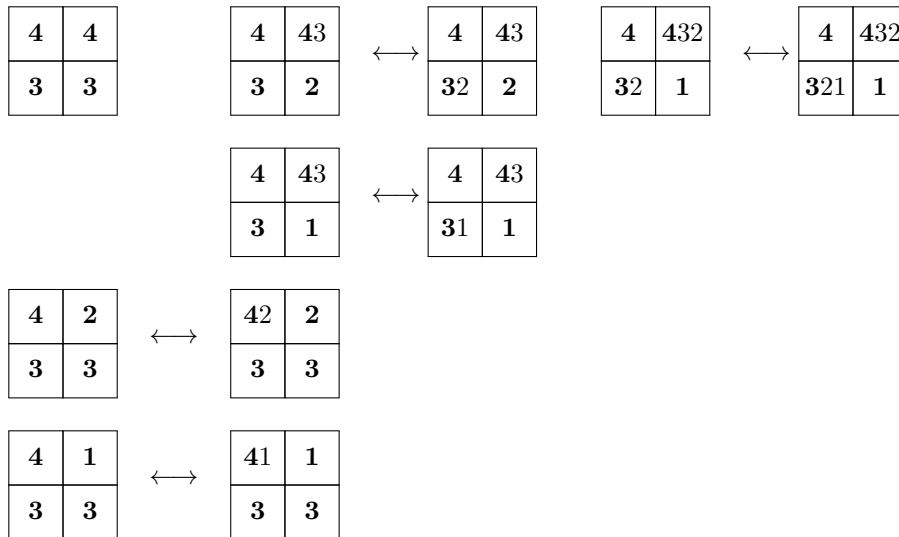 4 4 4 43 ⟷ 4 43 4 432 ⟷ 4 432
3 3 3 2 32 2 32 1 321 1
4 43 ⟷ 4 43
3 1 31 1
4 2 ⟷ 42 2
3 3 3 3
4 1 ⟷ 41 1
3 3 3 3